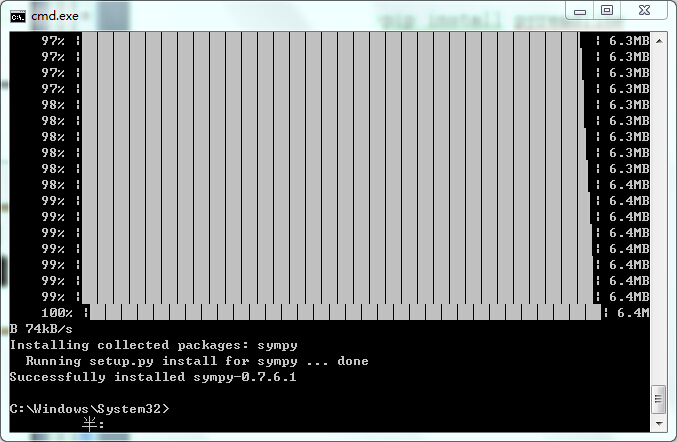 cmd.exe
97% | | 6.3MB
97% | | 6.3MB
97% | | 6.3MB
97% | | 6.3MB
98% | | 6.3MB
98% | | 6.3MB
98% | | 6.3MB
98% | | 6.3MB
98% | | 6.3MB
98% | | 6.4MB
99% | | 6.4MB
99% | | 6.4MB
99% | | 6.4MB
99% | | 6.4MB
99% | | 6.4MB
99% | | 6.4MB
99% | | 6.4MB
100% | | 6.4M
B 74kB/s
Installing collected packages: sympy
Running setup.py install for sympy ... done
Successfully installed sympy-0.7.6.1
C:\Windows\System32>
半: